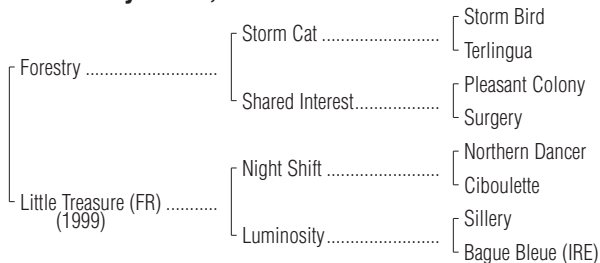 Storm Bird
Storm Cat ......................
Terlingua
Forestry .........................
Pleasant Colony
Shared Interest................
Surgery
Northern Dancer
Night Shift ......................
Ciboulette
Little Treasure (FR) ..........
(1999)
Sillery
Luminosity......................
Bague Bleue (IRE)